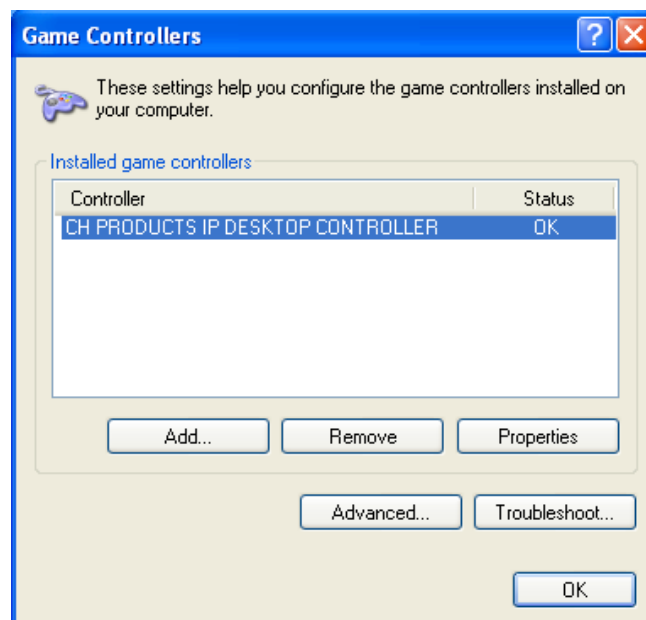 Game Controllers
?
These settings help you configure the game controllers installed on
your computer.
Installed game controllers
Controller Status
CH PRODUCTS IP DESKTOP CONTROLLER OK
Add... Remove Properties
Advanced... Troubleshoot...
OK